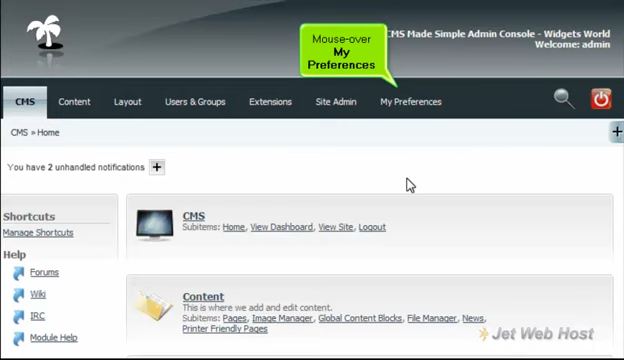 CMS Made Simple Admin Console - Widgets World
Welcome: admin
Mouse-over
My
Preferences
CMS Content Layout Users & Groups Extensions Site Admin My Preferences
CMS » Home
You have 2 unhandled notifications
Shortcuts
Manage Shortcuts
Help
Forums
Wiki
IRC
Module Help
CMS
Subitems: Home, View Dashboard, View Site, Logout
Content
This is where we add and edit content.
Subitems: Pages, Image Manager, Global Content Blocks, File Manager, News,
Printer Friendly Pages
Jet Web Host